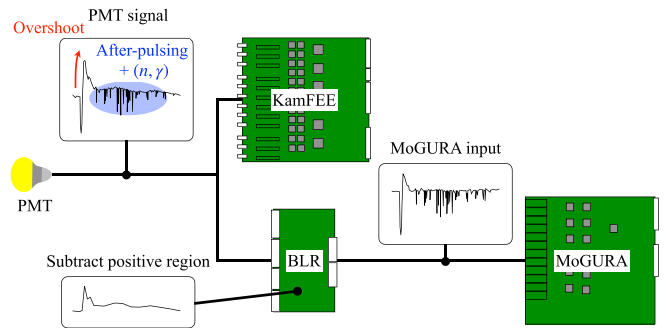 PMT signal
Overshoot
After-pulsing
+ (n, γ)
KamFEE
MoGURA input
PMT
BLR
MoGURA
Subtract positive region